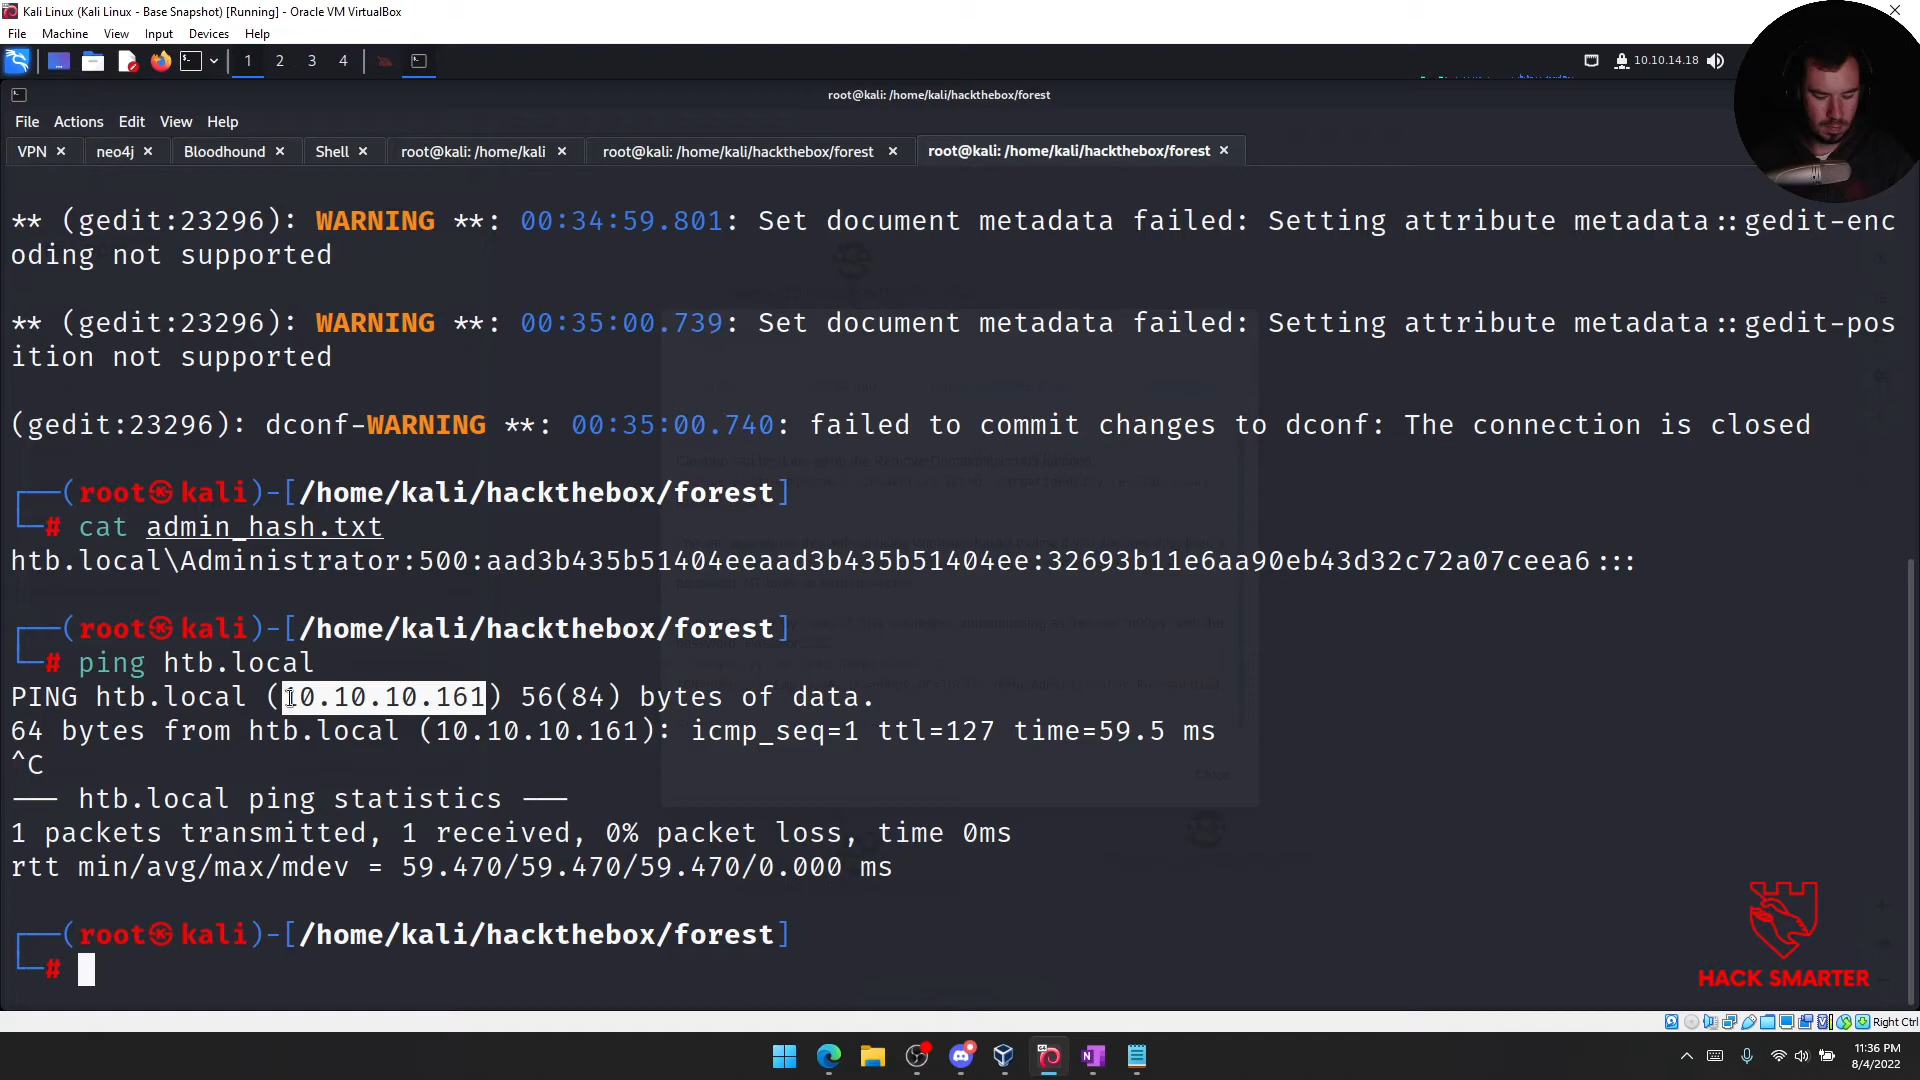 Kali Linux (Kali Linux - Base Snapshot) [Running] - Oracle VM VirtualBox
File Machine View Input Devices Help
1 2 3 4
10.10.14.18
root@kali: /home/kali/hackthebox/forest
File Actions Edit View Help
VPN neo4j Bloodhound Shell root@kali: /home/kali root@kali: /home/kali/hackthebox/forest root@kali: /home/kali/hackthebox/forest
** (gedit:23296): WARNING **: 00:34:59.801: Set document metadata failed: Setting attribute metadata::gedit-enc
oding not supported
** (gedit:23296): WARNING **: 00:35:00.739: Set document metadata failed: Setting attribute metadata::gedit-pos
ition not supported
(gedit:23296): dconf-WARNING **: 00:35:00.740: failed to commit changes to dconf: The connection is closed
┌──(root㉿kali)-[/home/kali/hackthebox/forest]
└─# cat admin_hash.txt
htb.local\Administrator:500:aad3b435b51404eeaad3b435b51404ee:32693b11e6aa90eb43d32c72a07ceea6:::
┌──(root㉿kali)-[/home/kali/hackthebox/forest]
└─# ping htb.local
PING htb.local (10.10.10.161) 56(84) bytes of data.
64 bytes from htb.local (10.10.10.161): icmp_seq=1 ttl=127 time=59.5 ms
^C
--- htb.local ping statistics ---
1 packets transmitted, 1 received, 0% packet loss, time 0ms
rtt min/avg/max/mdev = 59.470/59.470/59.470/0.000 ms
┌──(root㉿kali)-[/home/kali/hackthebox/forest]
└─#
HACK SMARTER
Right Ctrl
11:36 PM
8/4/2022